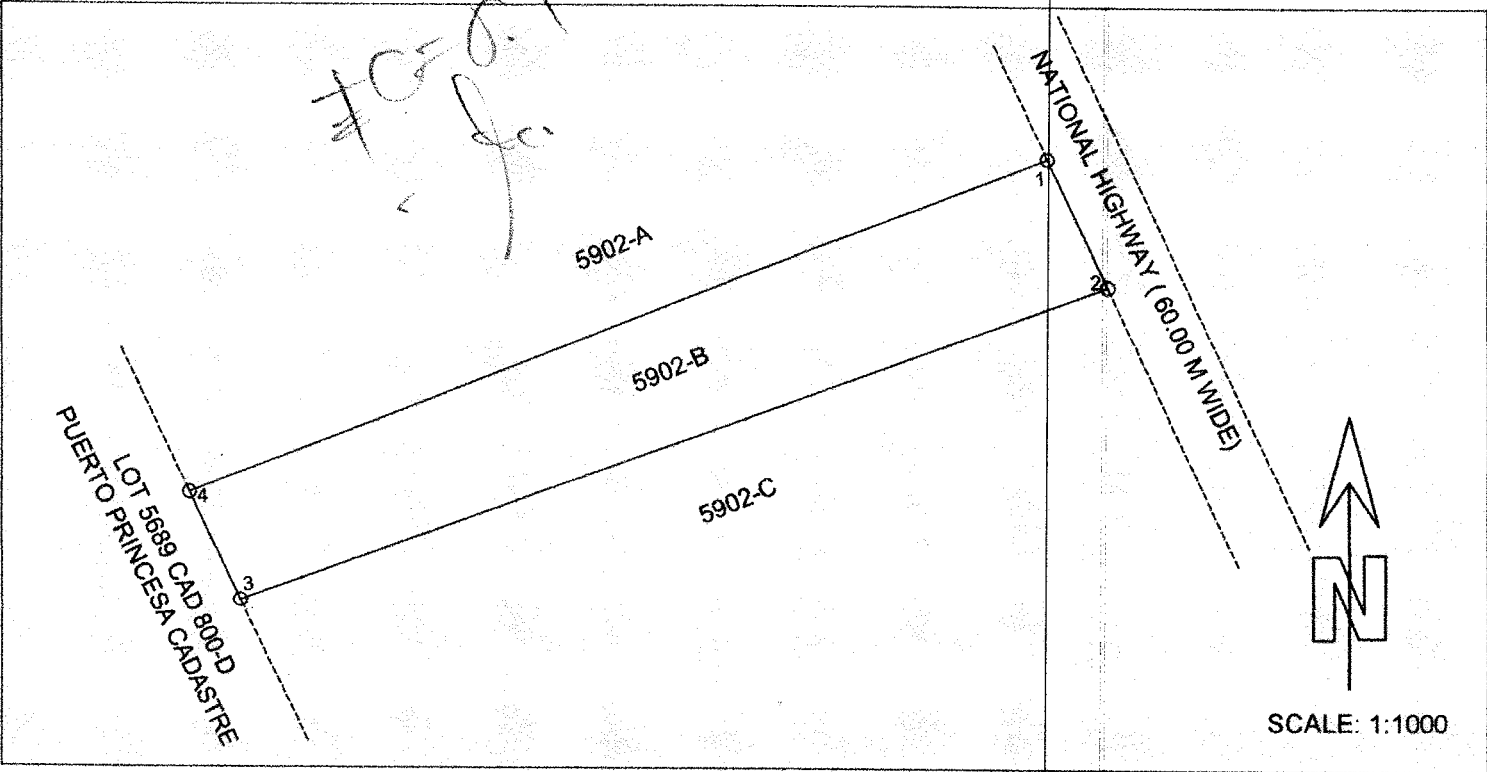 NATIONAL HIGHWAY ( 60.00 M WIDE)
1
5902-A
2
5902-B
4
5902-C
3
LOT 5689 CAD 800-D
PUERTO PRINCESA CADASTRE
N
SCALE: 1:1000